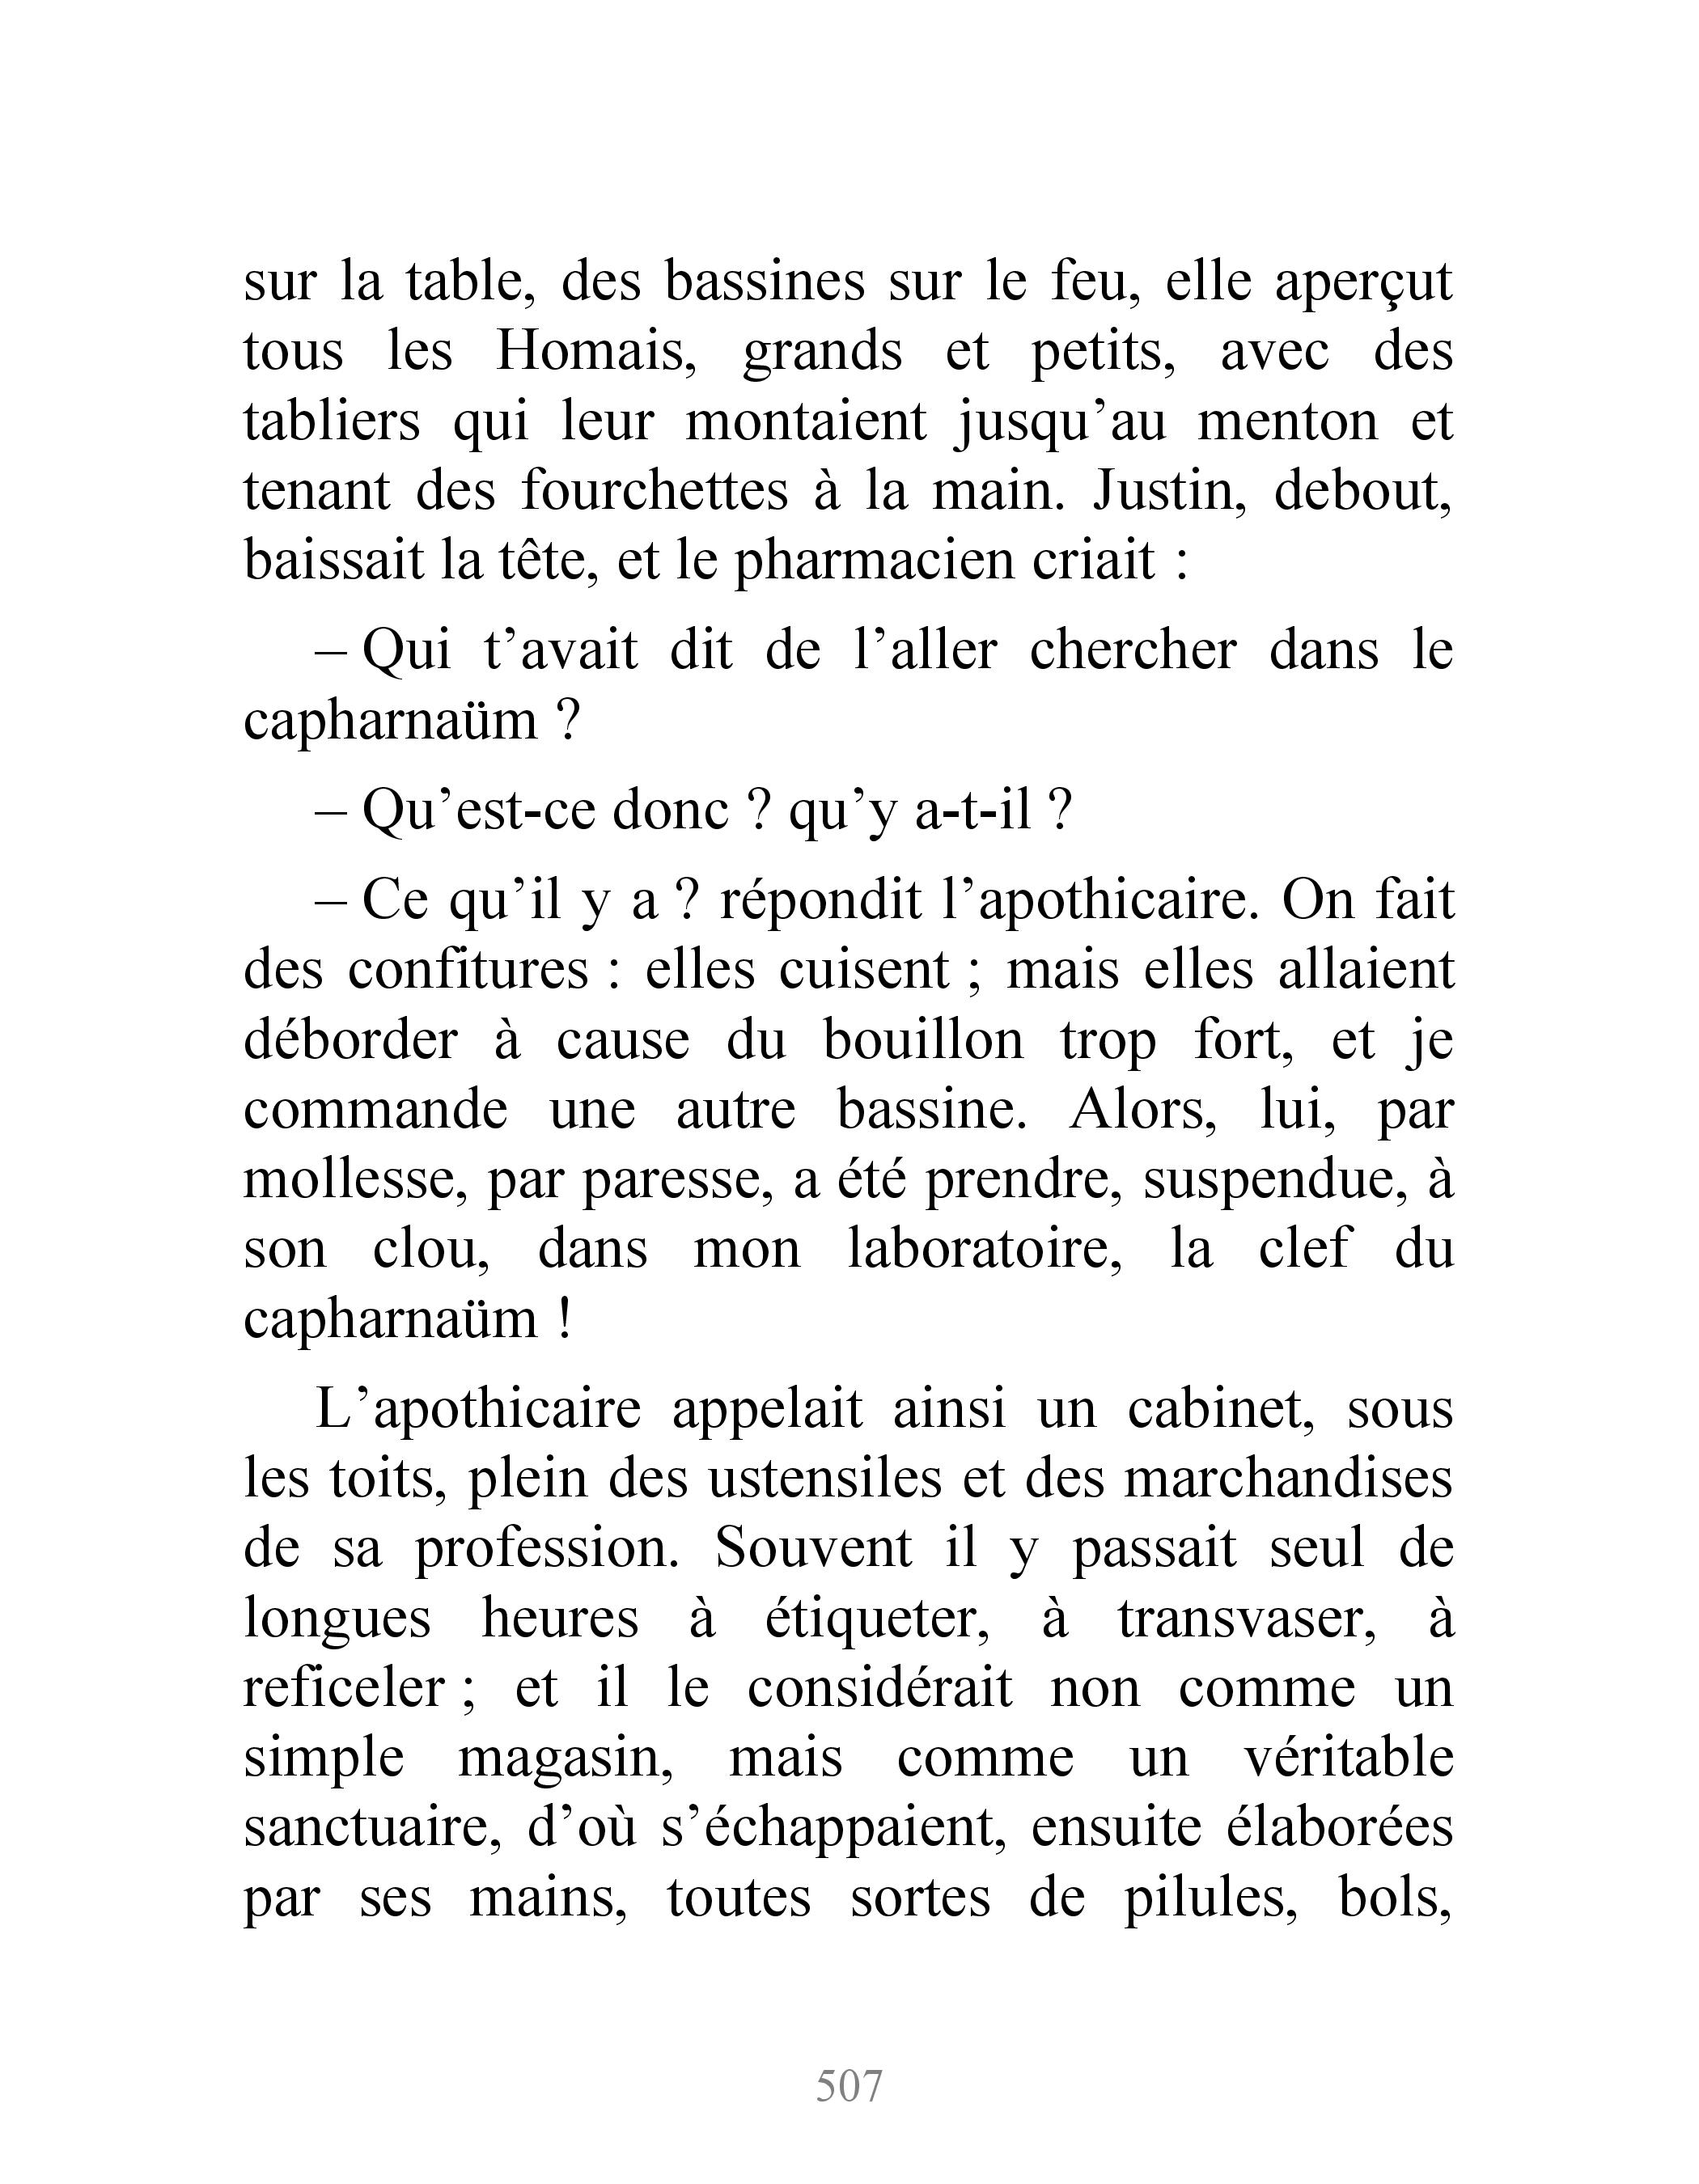 sur la table, des bassines sur le feu, elle aperçut
tous les Homais, grands et petits, avec des
tabliers qui leur montaient jusqu’au menton et
tenant des fourchettes à la main. Justin, debout,
baissait la tête, et le pharmacien criait :
– Qui t’avait dit de l’aller chercher dans le
capharnaüm ?
– Qu’est-ce donc ? qu’y a-t-il ?
– Ce qu’il y a ? répondit l’apothicaire. On fait
des confitures : elles cuisent ; mais elles allaient
déborder à cause du bouillon trop fort, et je
commande une autre bassine. Alors, lui, par
mollesse, par paresse, a été prendre, suspendue, à
son clou, dans mon laboratoire, la clef du
capharnaüm !
L’apothicaire appelait ainsi un cabinet, sous
les toits, plein des ustensiles et des marchandises
de sa profession. Souvent il y passait seul de
longues heures à étiqueter, à transvaser, à
reficeler ; et il le considérait non comme un
simple magasin, mais comme un véritable
sanctuaire, d’où s’échappaient, ensuite élaborées
par ses mains, toutes sortes de pilules, bols,
507